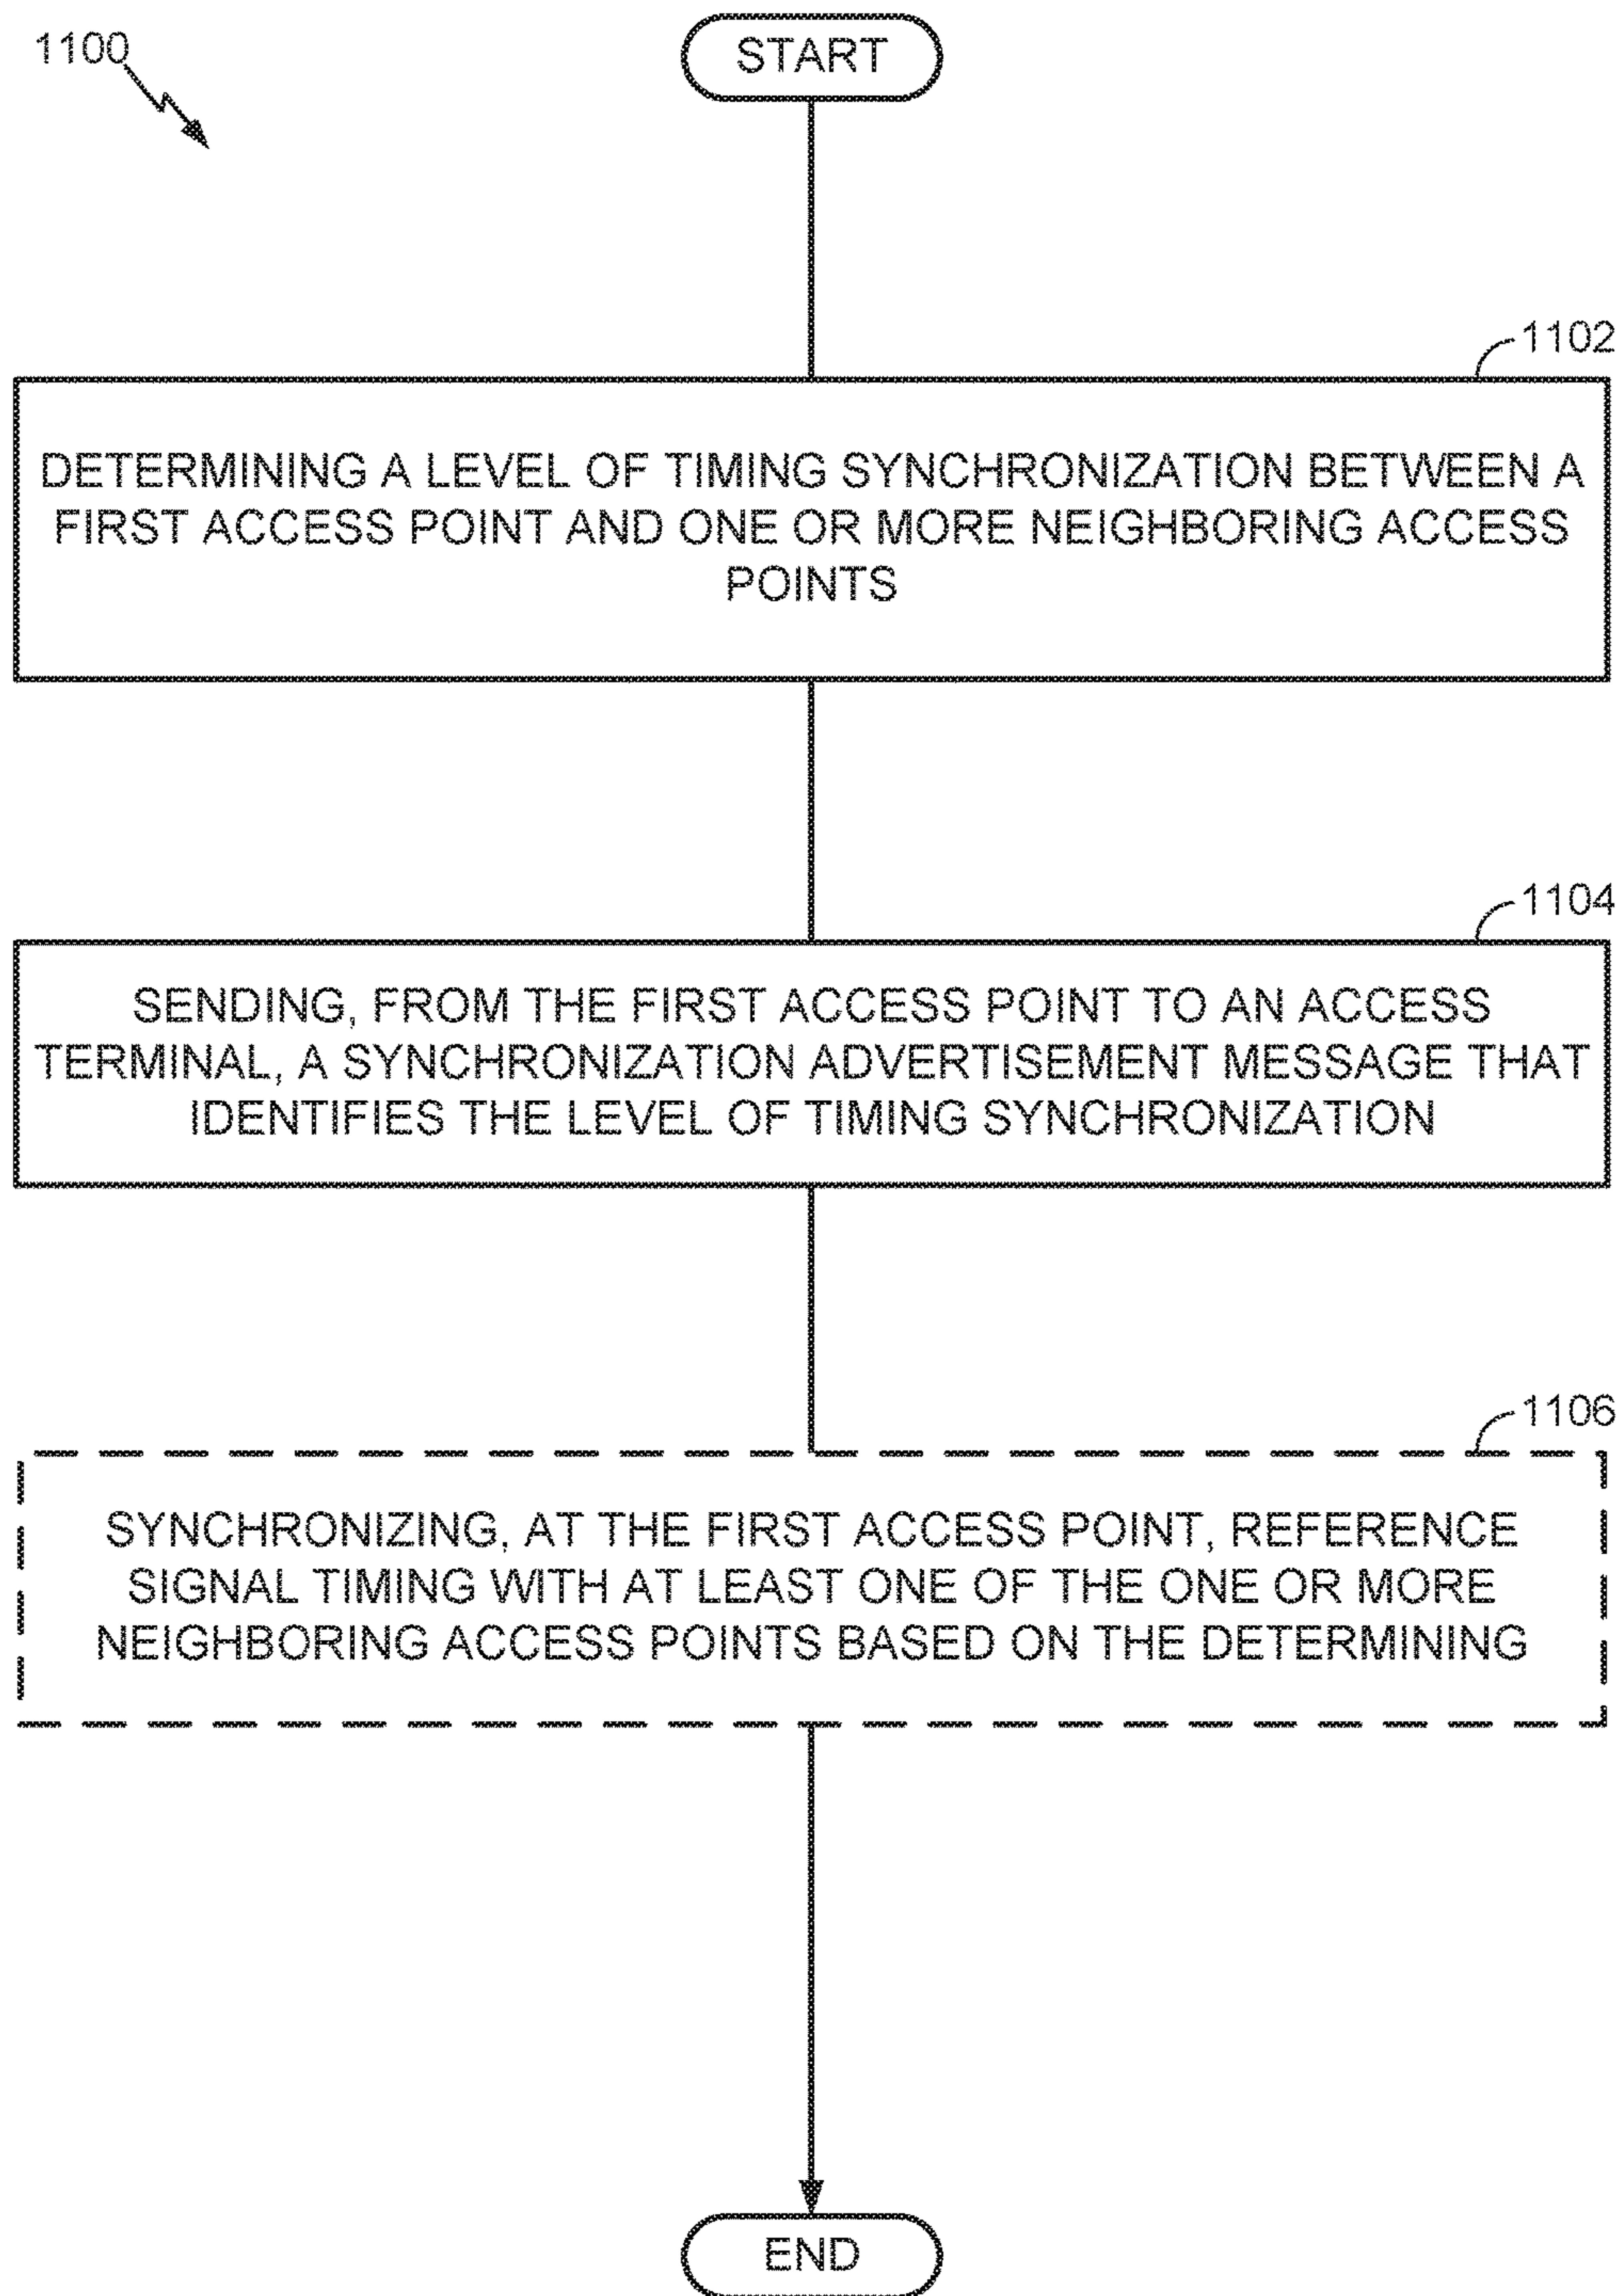 1100
START
1102
DETERMINING A LEVEL OF TIMING SYNCHRONIZATION BETWEEN A
FIRST ACCESS POINT AND ONE OR MORE NEIGHBORING ACCESS
POINTS
1104
SENDING, FROM THE FIRST ACCESS POINT TO AN ACCESS
TERMINAL, A SYNCHRONIZATION ADVERTISEMENT MESSAGE THAT
IDENTIFIES THE LEVEL OF TIMING SYNCHRONIZATION
1106
SYNCHRONIZING, AT THE FIRST ACCESS POINT, REFERENCE
SIGNAL TIMING WITH AT LEAST ONE OF THE ONE OR MORE
NEIGHBORING ACCESS POINTS BASED ON THE DETERMINING
END